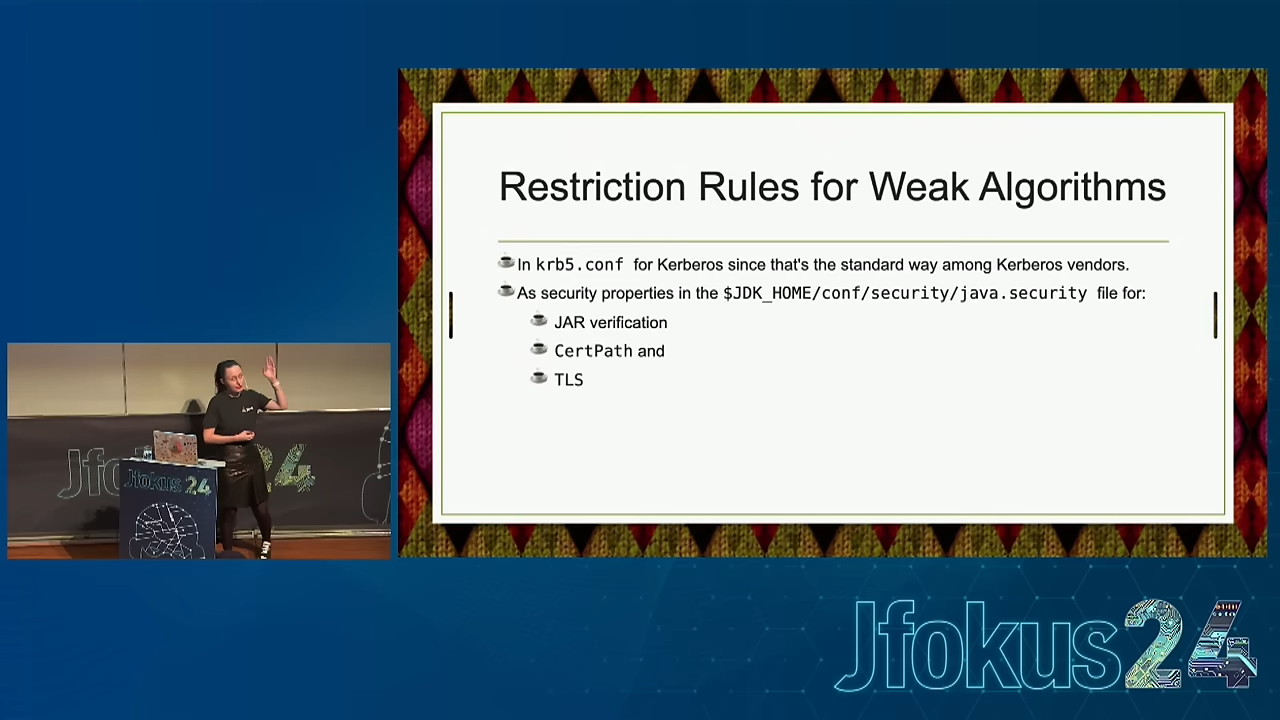 Restriction Rules for Weak Algorithms
In krb5.conf for Kerberos since that's the standard way among Kerberos vendors.
As security properties in the $JDK_HOME/conf/security/java.security file for:
JAR verification
CertPath and
TLS
Jfo 24
Jfokus 24
Jfokus24